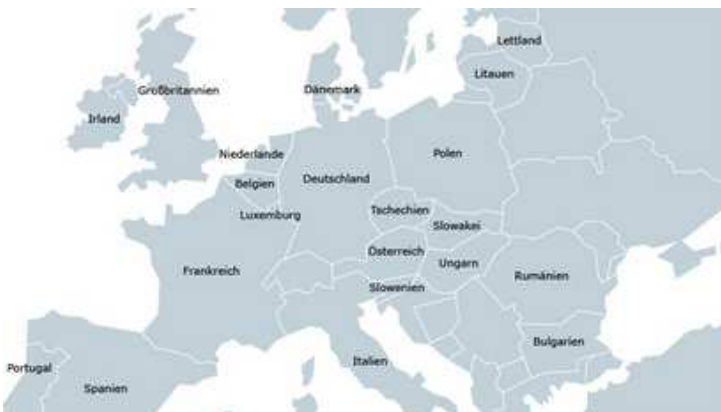 Lettland
Litauen
Großbritannien
Dänemark
Irland
Niederlande
Polen
Belgien
Deutschland
Luxemburg
Tschechien
Slowakei
Österreich
Ungarn
Frankreich
Rumänien
Slowenien
Bulgarien
Portugal
Italien
Spanien